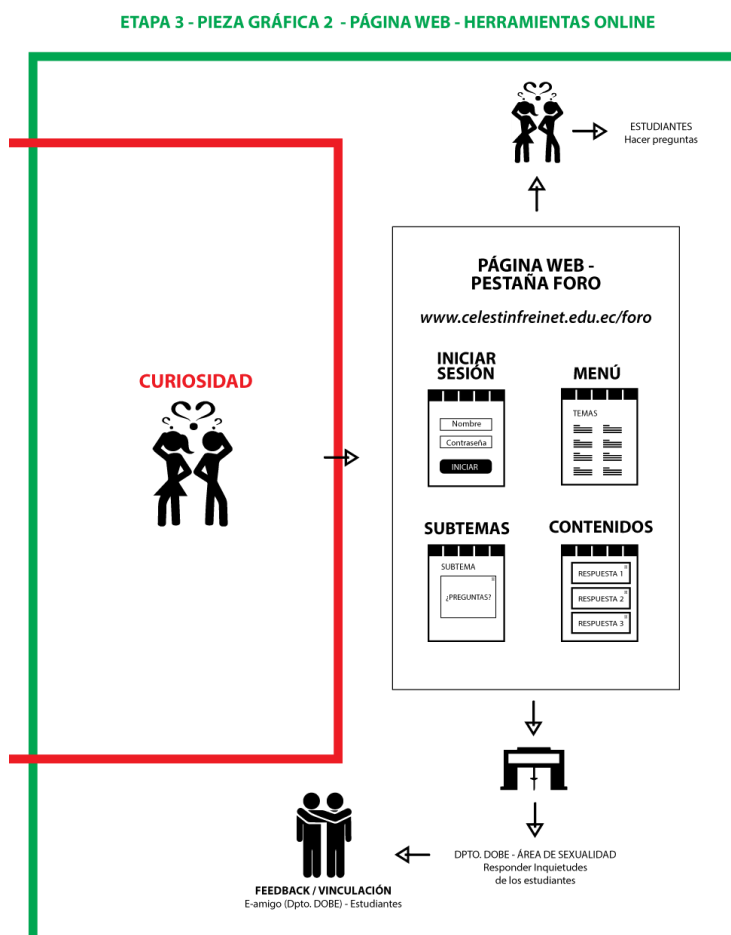 ETAPA 3 - PIEZA GRÁFICA 2 - PÁGINA WEB - HERRAMIENTAS ONLINE
ESTUDIANTES
Hacer preguntas
PÁGINA WEB -
PESTAÑA FORO
www.celestinfreinet.edu.ec/foro
CURIOSIDAD
INICIAR
SESIÓN
Nombre
Contraseña
INICIAR
MENÚ
TEMAS
SUBTEMAS
SUBTEMA
¿PREGUNTAS?
CONTENIDOS
RESPUESTA 1
RESPUESTA 2
RESPUESTA 3
DPTO. DOBE - ÁREA DE SEXUALIDAD
Responder Inquietudes
de los estudiantes
FEEDBACK / VINCULACIÓN
E-amigo (Dpto. DOBE) - Estudiantes